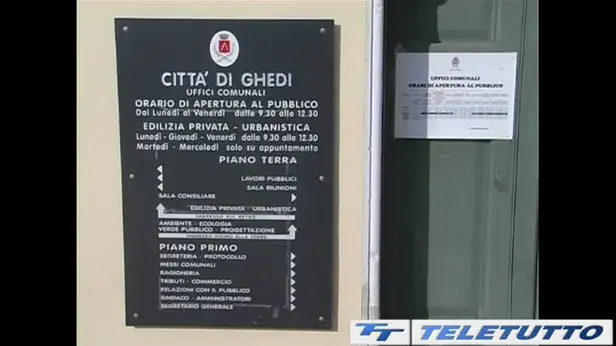 CITTA' DI GHEDI
UFFICI COMUNALI
ORARIO DI APERTURA AL PUBBLICO
Dal Lunedì al Venerdì dalle 9.30 alle 12.30
EDILIZIA PRIVATA - URBANISTICA
Lunedì - Giovedì - Venerdì dalle 9.30 alle 12.30
Martedì - Mercoledì solo su appuntamento
PIANO TERRA
LAVORI PUBBLICI
SALA RIUNIONI
SALA CONSILIARE
EDILIZIA PRIVATA - URBANISTICA
INGRESSO SUL RETRO
AMBIENTE - ECOLOGIA
VERDE PUBBLICO - PROGETTAZIONE
PIANO PRIMO
SEGRETERIA - PROTOCOLLO
MESSI COMUNALI
RAGIONERIA
TRIBUTI - COMMERCIO
RELAZIONI CON IL PUBBLICO
SINDACO - AMMINISTRATORI
SEGRETARIO GENERALE
UFFICI COMUNALI
ORARI DI APERTURA AL PUBBLICO
TT TELETUTTO